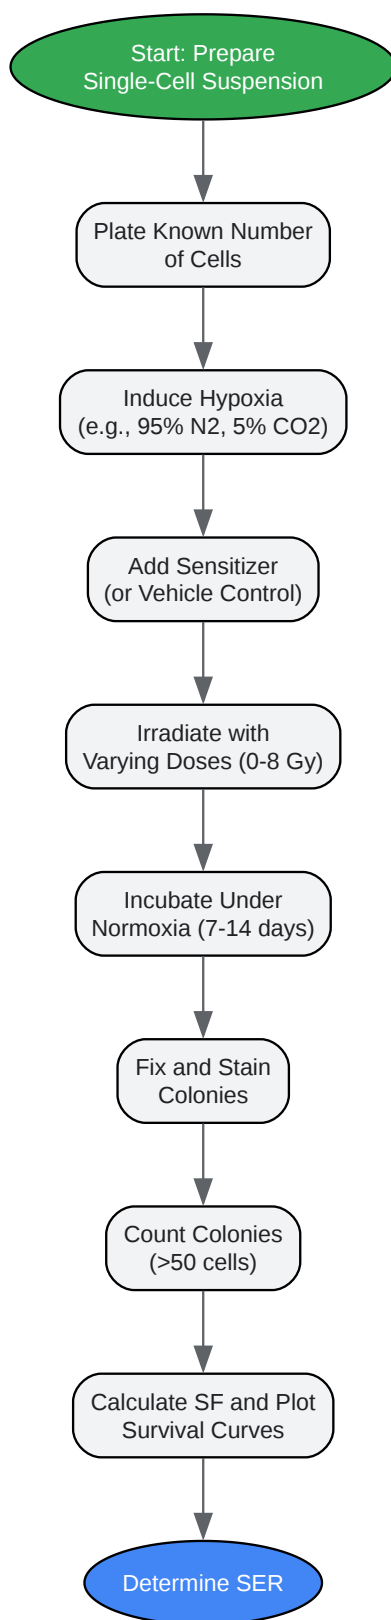 Start: Prepare
Single-Cell Suspension
Plate Known Number
of Cells
Induce Hypoxia
(e.g., 95% N2, 5% CO2)
Add Sensitizer
(or Vehicle Control)
Irradiate with
Varying Doses (0-8 Gy)
Incubate Under
Normoxia (7-14 days)
Fix and Stain
Colonies
Count Colonies
(>50 cells)
Calculate SF and Plot
Survival Curves
Determine SER